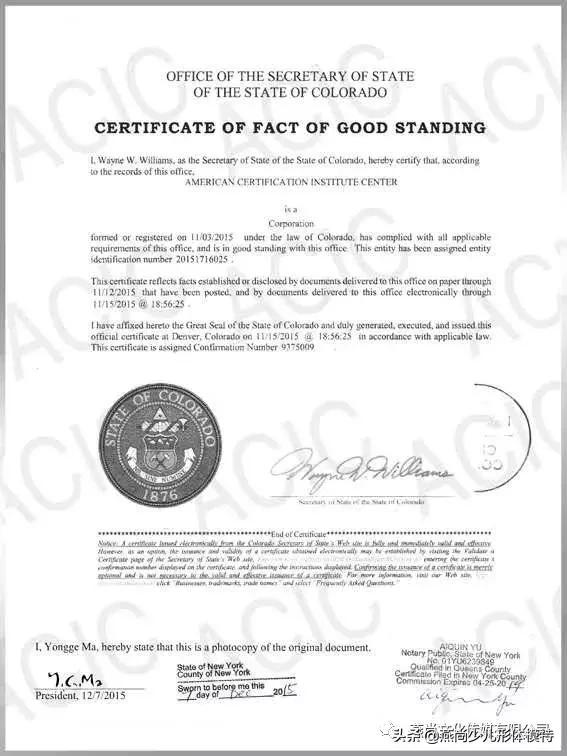 OFFICE OF THE SECRETARY OF STATE
OF THE STATE OF COLORADO
CERTIFICATE OF FACT OF GOOD STANDING
I, Wayne W. Williams, as the Secretary of State of the State of Colorado, hereby certify that, according
to the records of this office,
AMERICAN CERTIFICATION INSTITUTE CENTER
is a
Corporation
formed or registered on 11/03/2015 under the law of Colorado, has complied with all applicable
requirements of this office, and is in good standing with this office. This entity has been assigned entity
identification number 20151716025 .
This certificate reflects facts established or disclosed by documents delivered to this office on paper through
11/12/2015 that have been posted, and by documents delivered to this office electronically through
11/15/2015 @ 18:56:25 .
I have affixed hereto the Great Seal of the State of Colorado and duly generated, executed, and issued this
official certificate at Denver, Colorado on 11/15/2015 @ 18:56:25 in accordance with applicable law.
This certificate is assigned Confirmation Number 9375009
STATE OF COLORADO
NIL SINE NUMINE
1876
Wayne W. Williams
Secretary of State of the State of Colorado
End of Certificate
Notice: A certificate issued electronically from the Colorado Secretary of State's Web site is fully and immediately valid and effective.
However, as an option, the issuance and validity of a certificate obtained electronically may be established by visiting the Validate a
Certificate page of the Secretary of State's Web site, entering the certificate's
confirmation number displayed on the certificate, and following the instructions displayed. Confirming the issuance of a certificate is merely
optional and is not necessary to the valid and effective issuance of a certificate. For more information, visit our Web site,
click "Businesses, trademarks, trade names" and select "Frequently Asked Questions."
I, Yongge Ma, hereby state that this is a photocopy of the original document.
Y.G. Ma
President, 12/7/2015
State of New York
County of New York
Sworn to before me this
7 day of Dec 2015
AIQUIN YU
Notary Public, State of New York
No. 01YU6239849
Qualified in Queens County
Certificate Filed in New York County
Commission Expires 04-25-2019
ACIC
燕尚文化传媒有限公司
头条@燕尚少儿形体模特